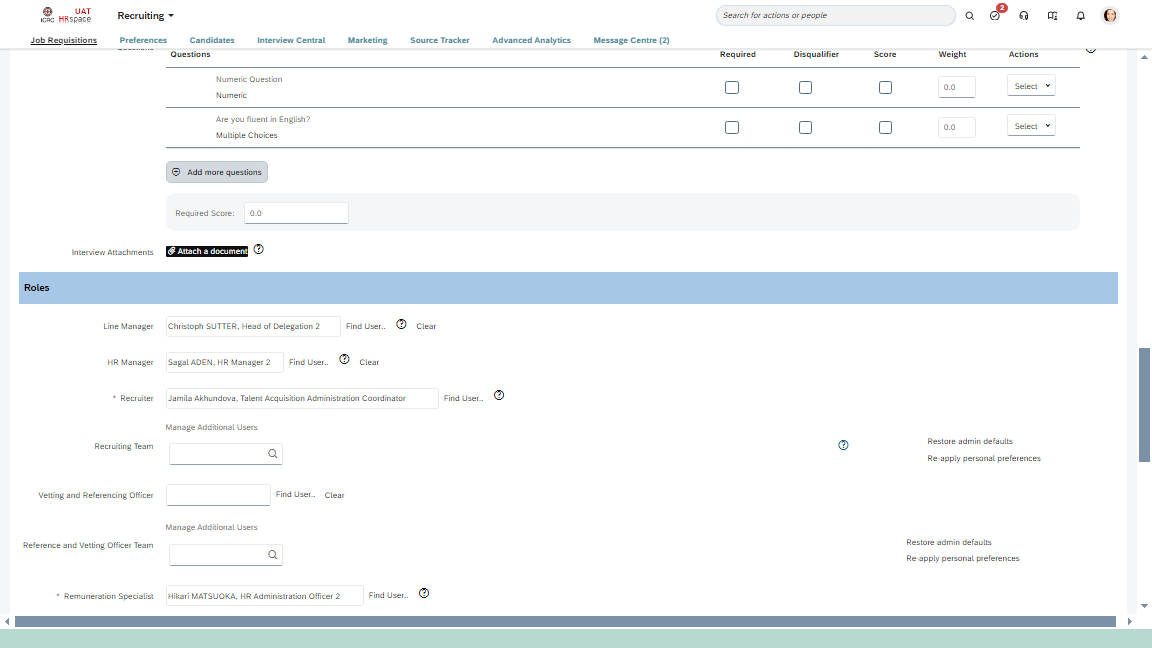 ICRC
UAT
HRspace
Recruiting
Search for actions or people
2
Job Requisitions
Preferences
Candidates
Interview Central
Marketing
Source Tracker
Advanced Analytics
Message Centre (2)
Questions
Required
Disqualifier
Score
Weight
Actions
Numeric Question
Numeric
0.0
Select
Are you fluent in English?
Multiple Choices
0.0
Select
Add more questions
Required Score:
0.0
Interview Attachments
Attach a document
Roles
Line Manager
Christoph SUTTER, Head of Delegation 2
Find User..
Clear
HR Manager
Sagal ADEN, HR Manager 2
Find User..
Clear
* Recruiter
Jamila Akhundova, Talent Acquisition Administration Coordinator
Find User..
Manage Additional Users
Recruiting Team
Restore admin defaults
Re-apply personal preferences
Vetting and Referencing Officer
Find User..
Clear
Manage Additional Users
Reference and Vetting Officer Team
Restore admin defaults
Re-apply personal preferences
* Remuneration Specialist
Hikari MATSUOKA, HR Administration Officer 2
Find User..